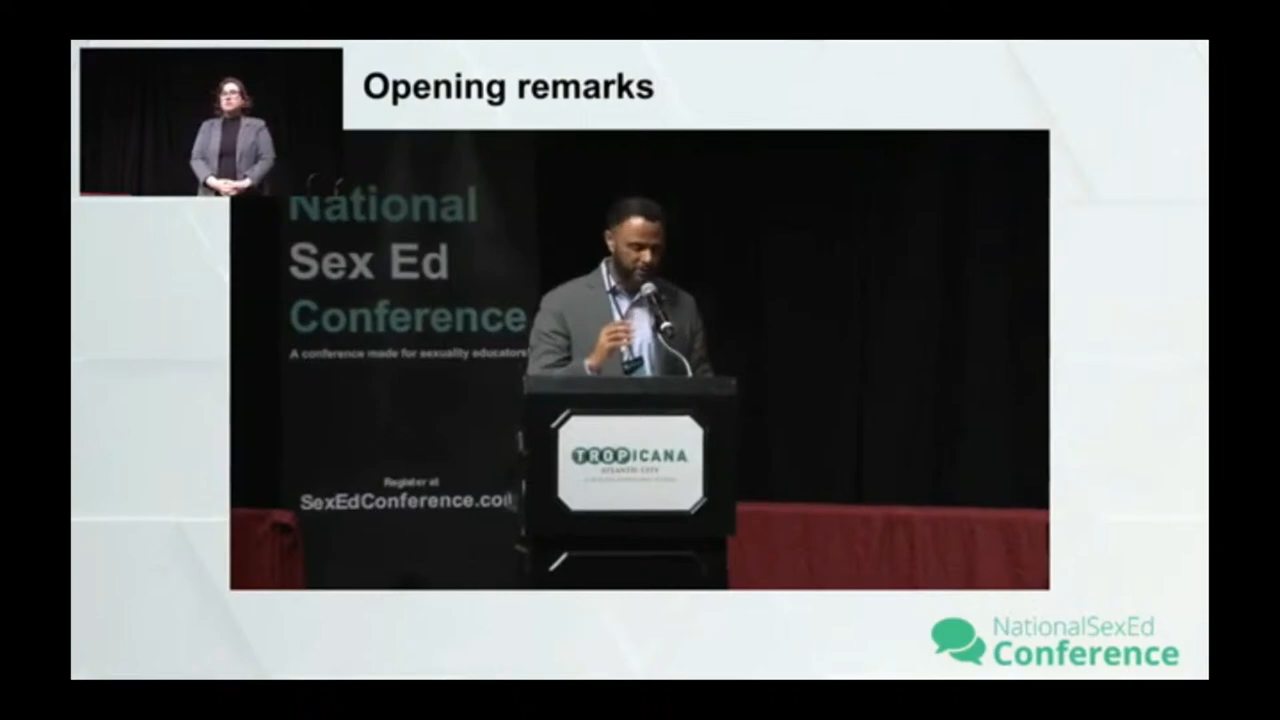 Opening remarks
National
Sex Ed
Conference
A conference made for sexuality educators
Register at
SexEdConference.co
TROPICANA
ATLANTIC CITY
NationalSexEd
Conference